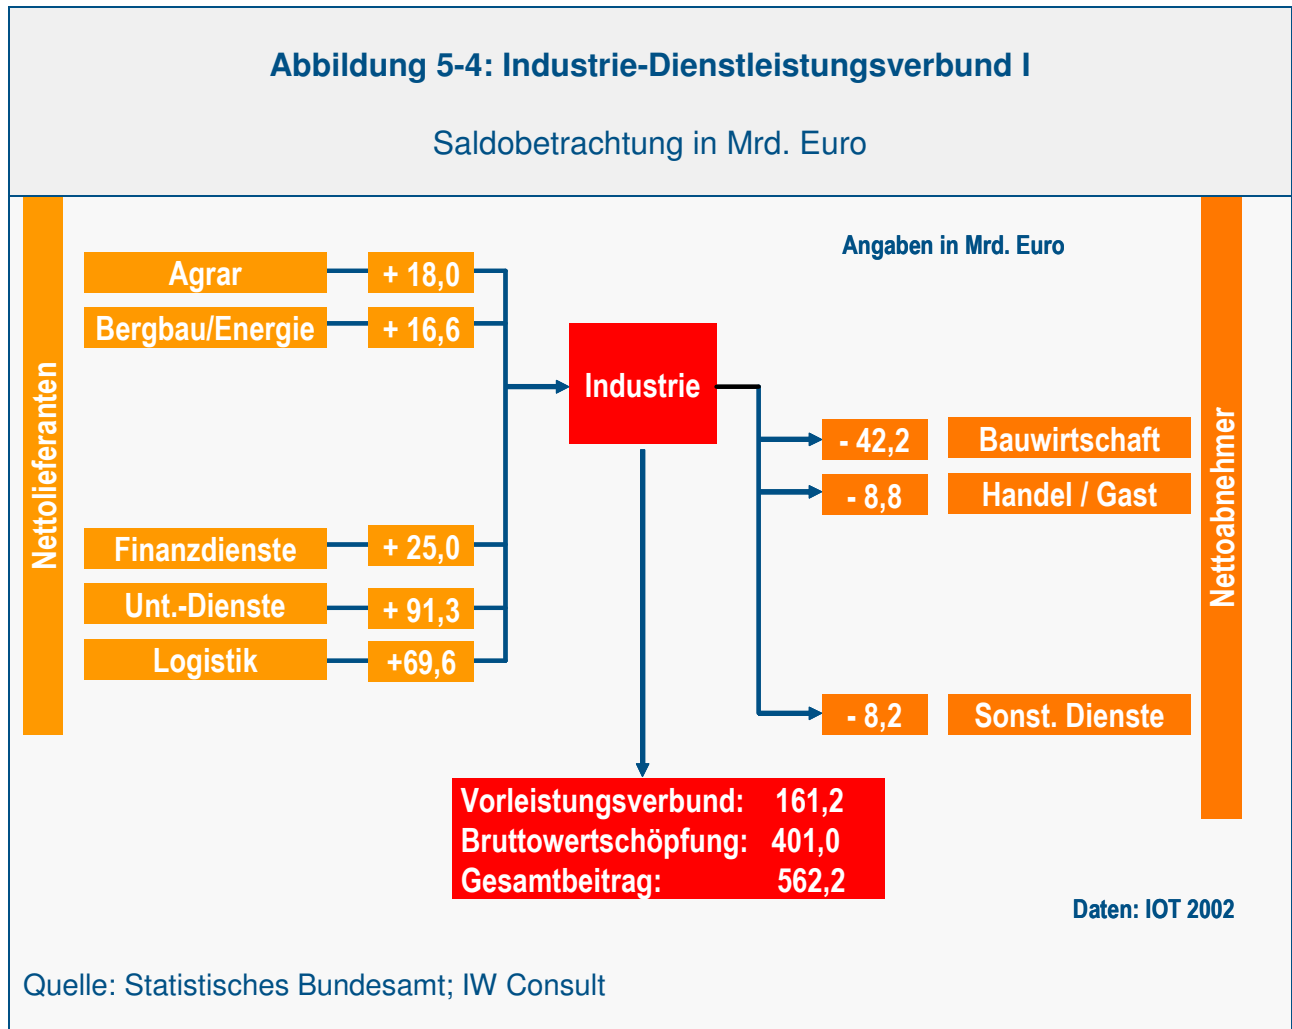 Abbildung 5-4: Industrie-Dienstleistungsverbund I
Saldobetrachtung in Mrd. Euro
Angaben in Mrd. Euro
Nettolieferanten
Agrar + 18,0
Bergbau/Energie + 16,6
Finanzdienste + 25,0
Unt.-Dienste + 91,3
Logistik +69,6
Industrie
- 42,2 Bauwirtschaft
- 8,8 Handel / Gast
- 8,2 Sonst. Dienste
Nettoabnehmer
Vorleistungsverbund: 161,2
Bruttowertschöpfung: 401,0
Gesamtbeitrag: 562,2
Daten: IOT 2002
Quelle: Statistisches Bundesamt; IW Consult